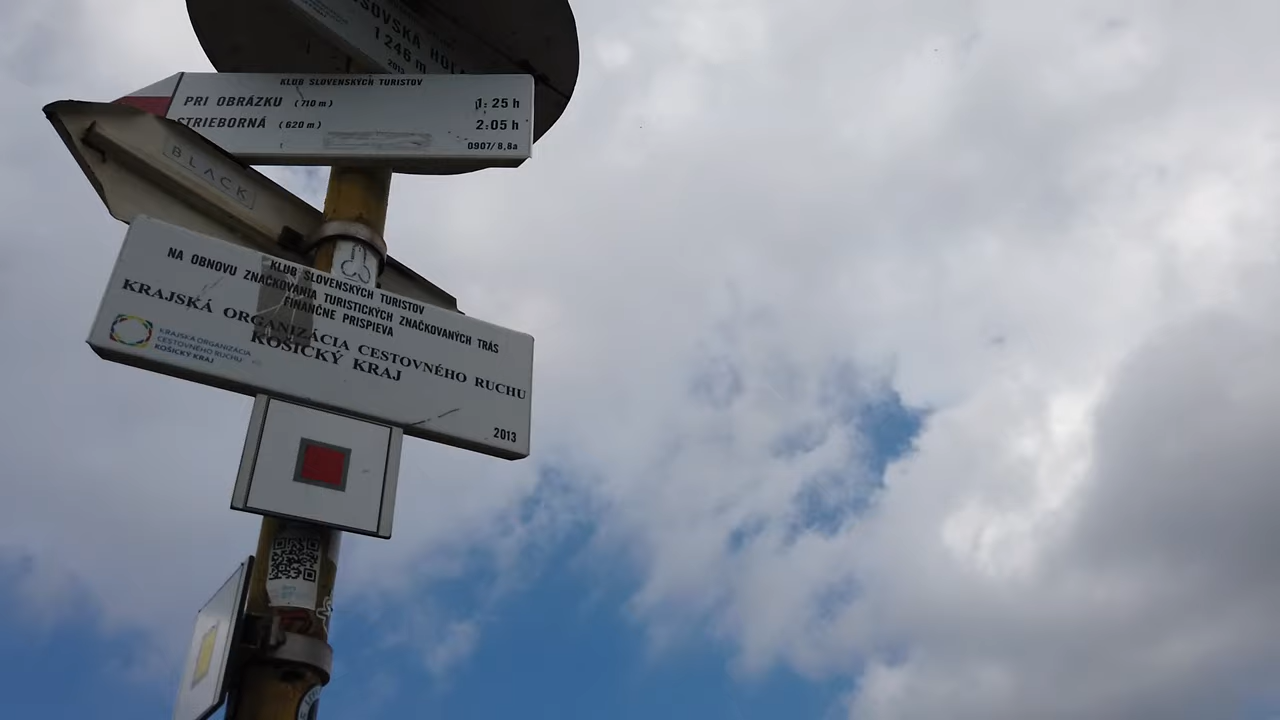 1246 m
2013
KLUB SLOVENSKÝCH TURISTOV
PRI OBRÁZKU (710 m) 1:25 h
STRIEBORNÁ (620 m) 2:05 h
0907/8,8a
BLACK
KLUB SLOVENSKÝCH TURISTOV
NA OBNOVU ZNAČKOVANIA TURISTICKÝCH ZNAČKOVANÝCH TRÁS
FINANČNE PRISPIEVA
KRAJSKÁ ORGANIZÁCIA CESTOVNÉHO RUCHU
KOŠICKÝ KRAJ
KRAJSKÁ ORGANIZÁCIA
CESTOVNÉHO RUCHU
KOŠICKÝ KRAJ
2013